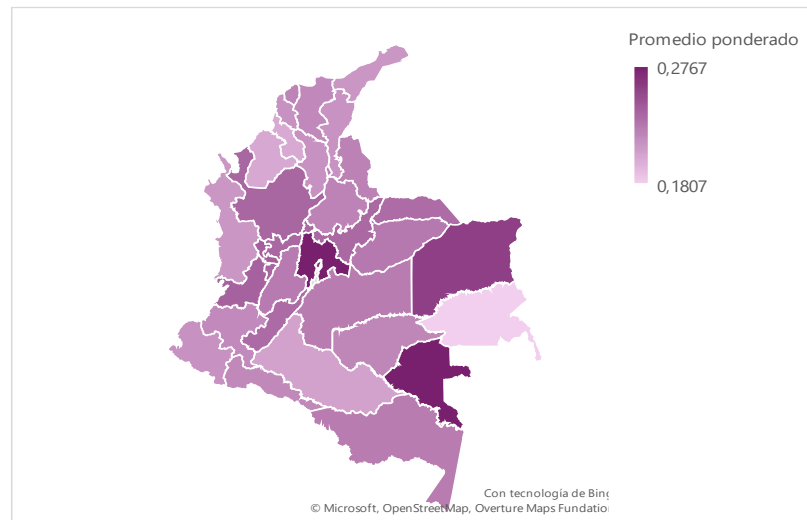 Promedio ponderado
0,2767
0,1807
Con tecnología de Bing
© Microsoft, OpenStreetMap, Overture Maps Fundation